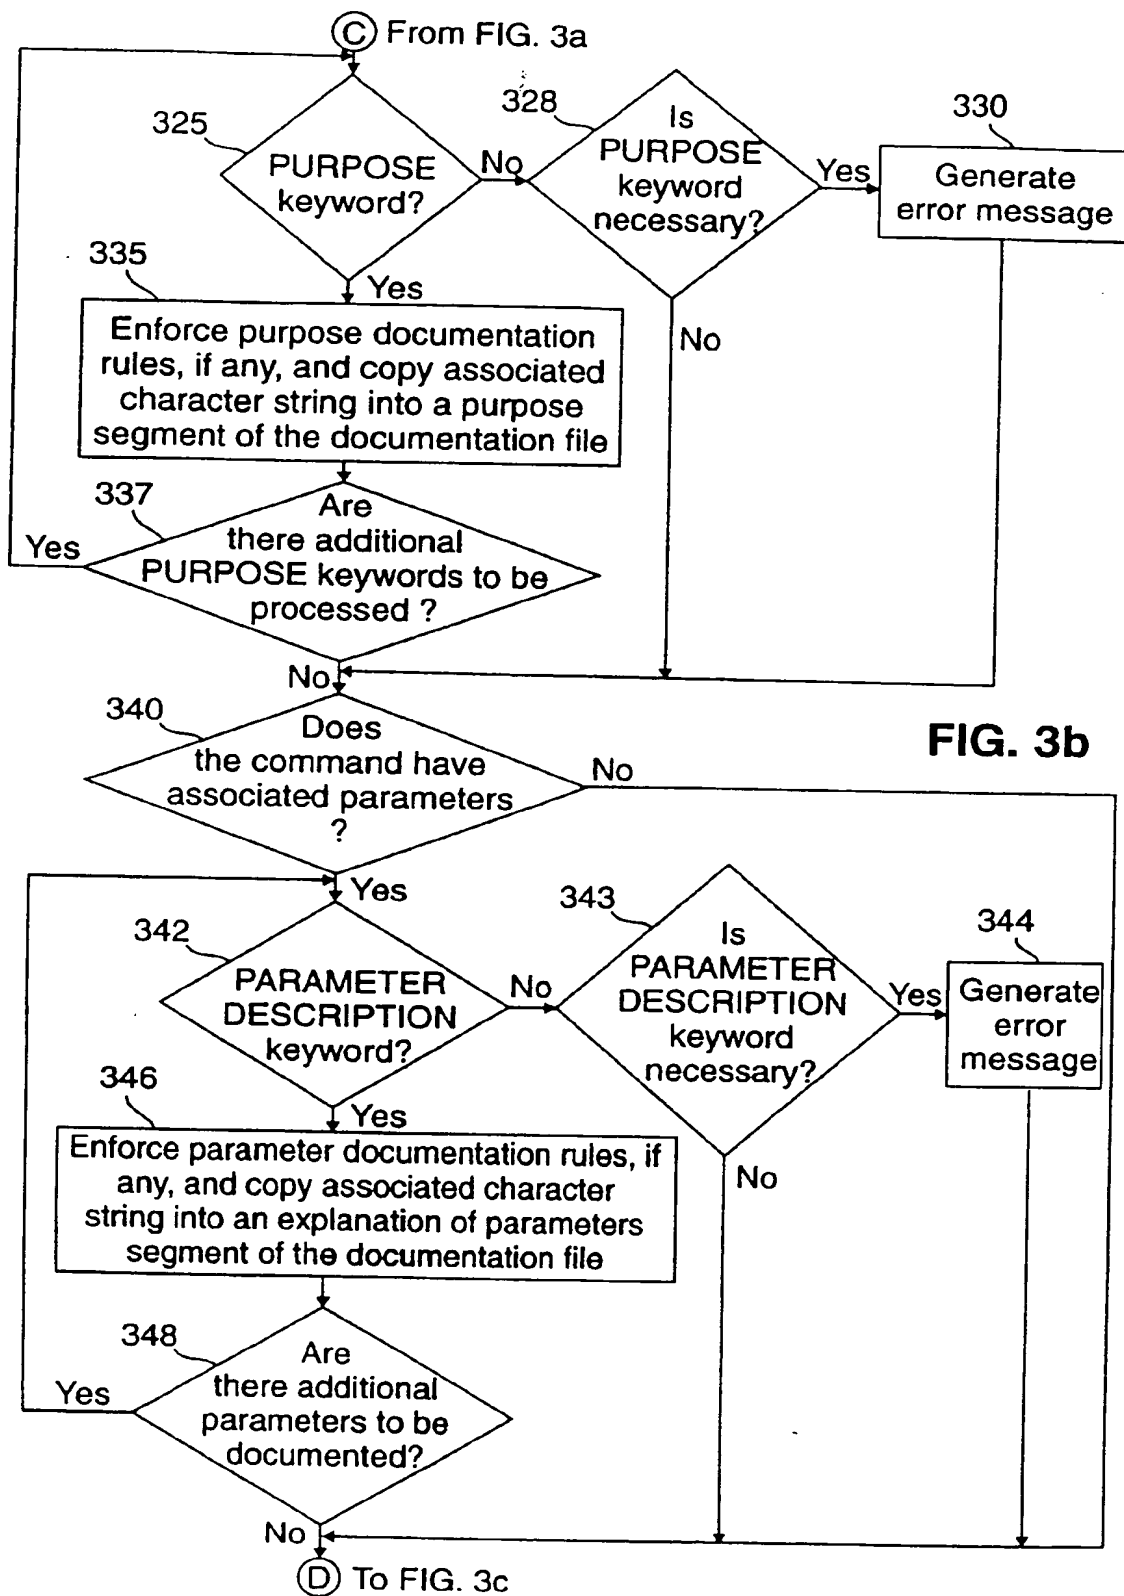 C From FIG. 3a
325
PURPOSE
keyword?
No
328
Is
PURPOSE
keyword
necessary?
Yes
330
Generate
error message
No
335
Yes
Enforce purpose documentation
rules, if any, and copy associated
character string into a purpose
segment of the documentation file
337
Are
there additional
PURPOSE keywords to be
processed ?
Yes
No
340
Does
the command have
associated parameters
?
No
FIG. 3b
Yes
342
PARAMETER
DESCRIPTION
keyword?
No
343
Is
PARAMETER
DESCRIPTION
keyword
necessary?
Yes
344
Generate
error
message
No
346
Yes
Enforce parameter documentation rules, if
any, and copy associated character
string into an explanation of parameters
segment of the documentation file
348
Are
there additional
parameters to be
documented?
Yes
No
D To FIG. 3c